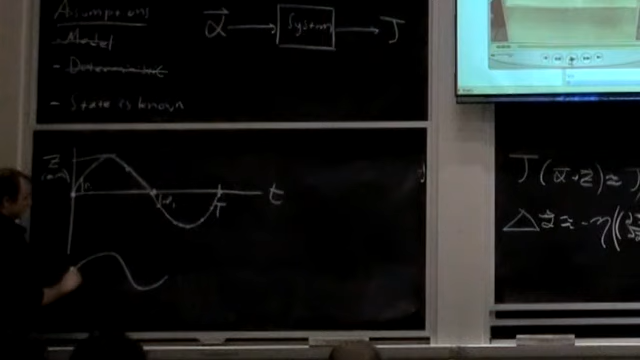 Assumptions
- Model
- Deterministic
- State is known
α → System → J
z
t
T
J(α+z) ≈ J
Δα ≈ -η((